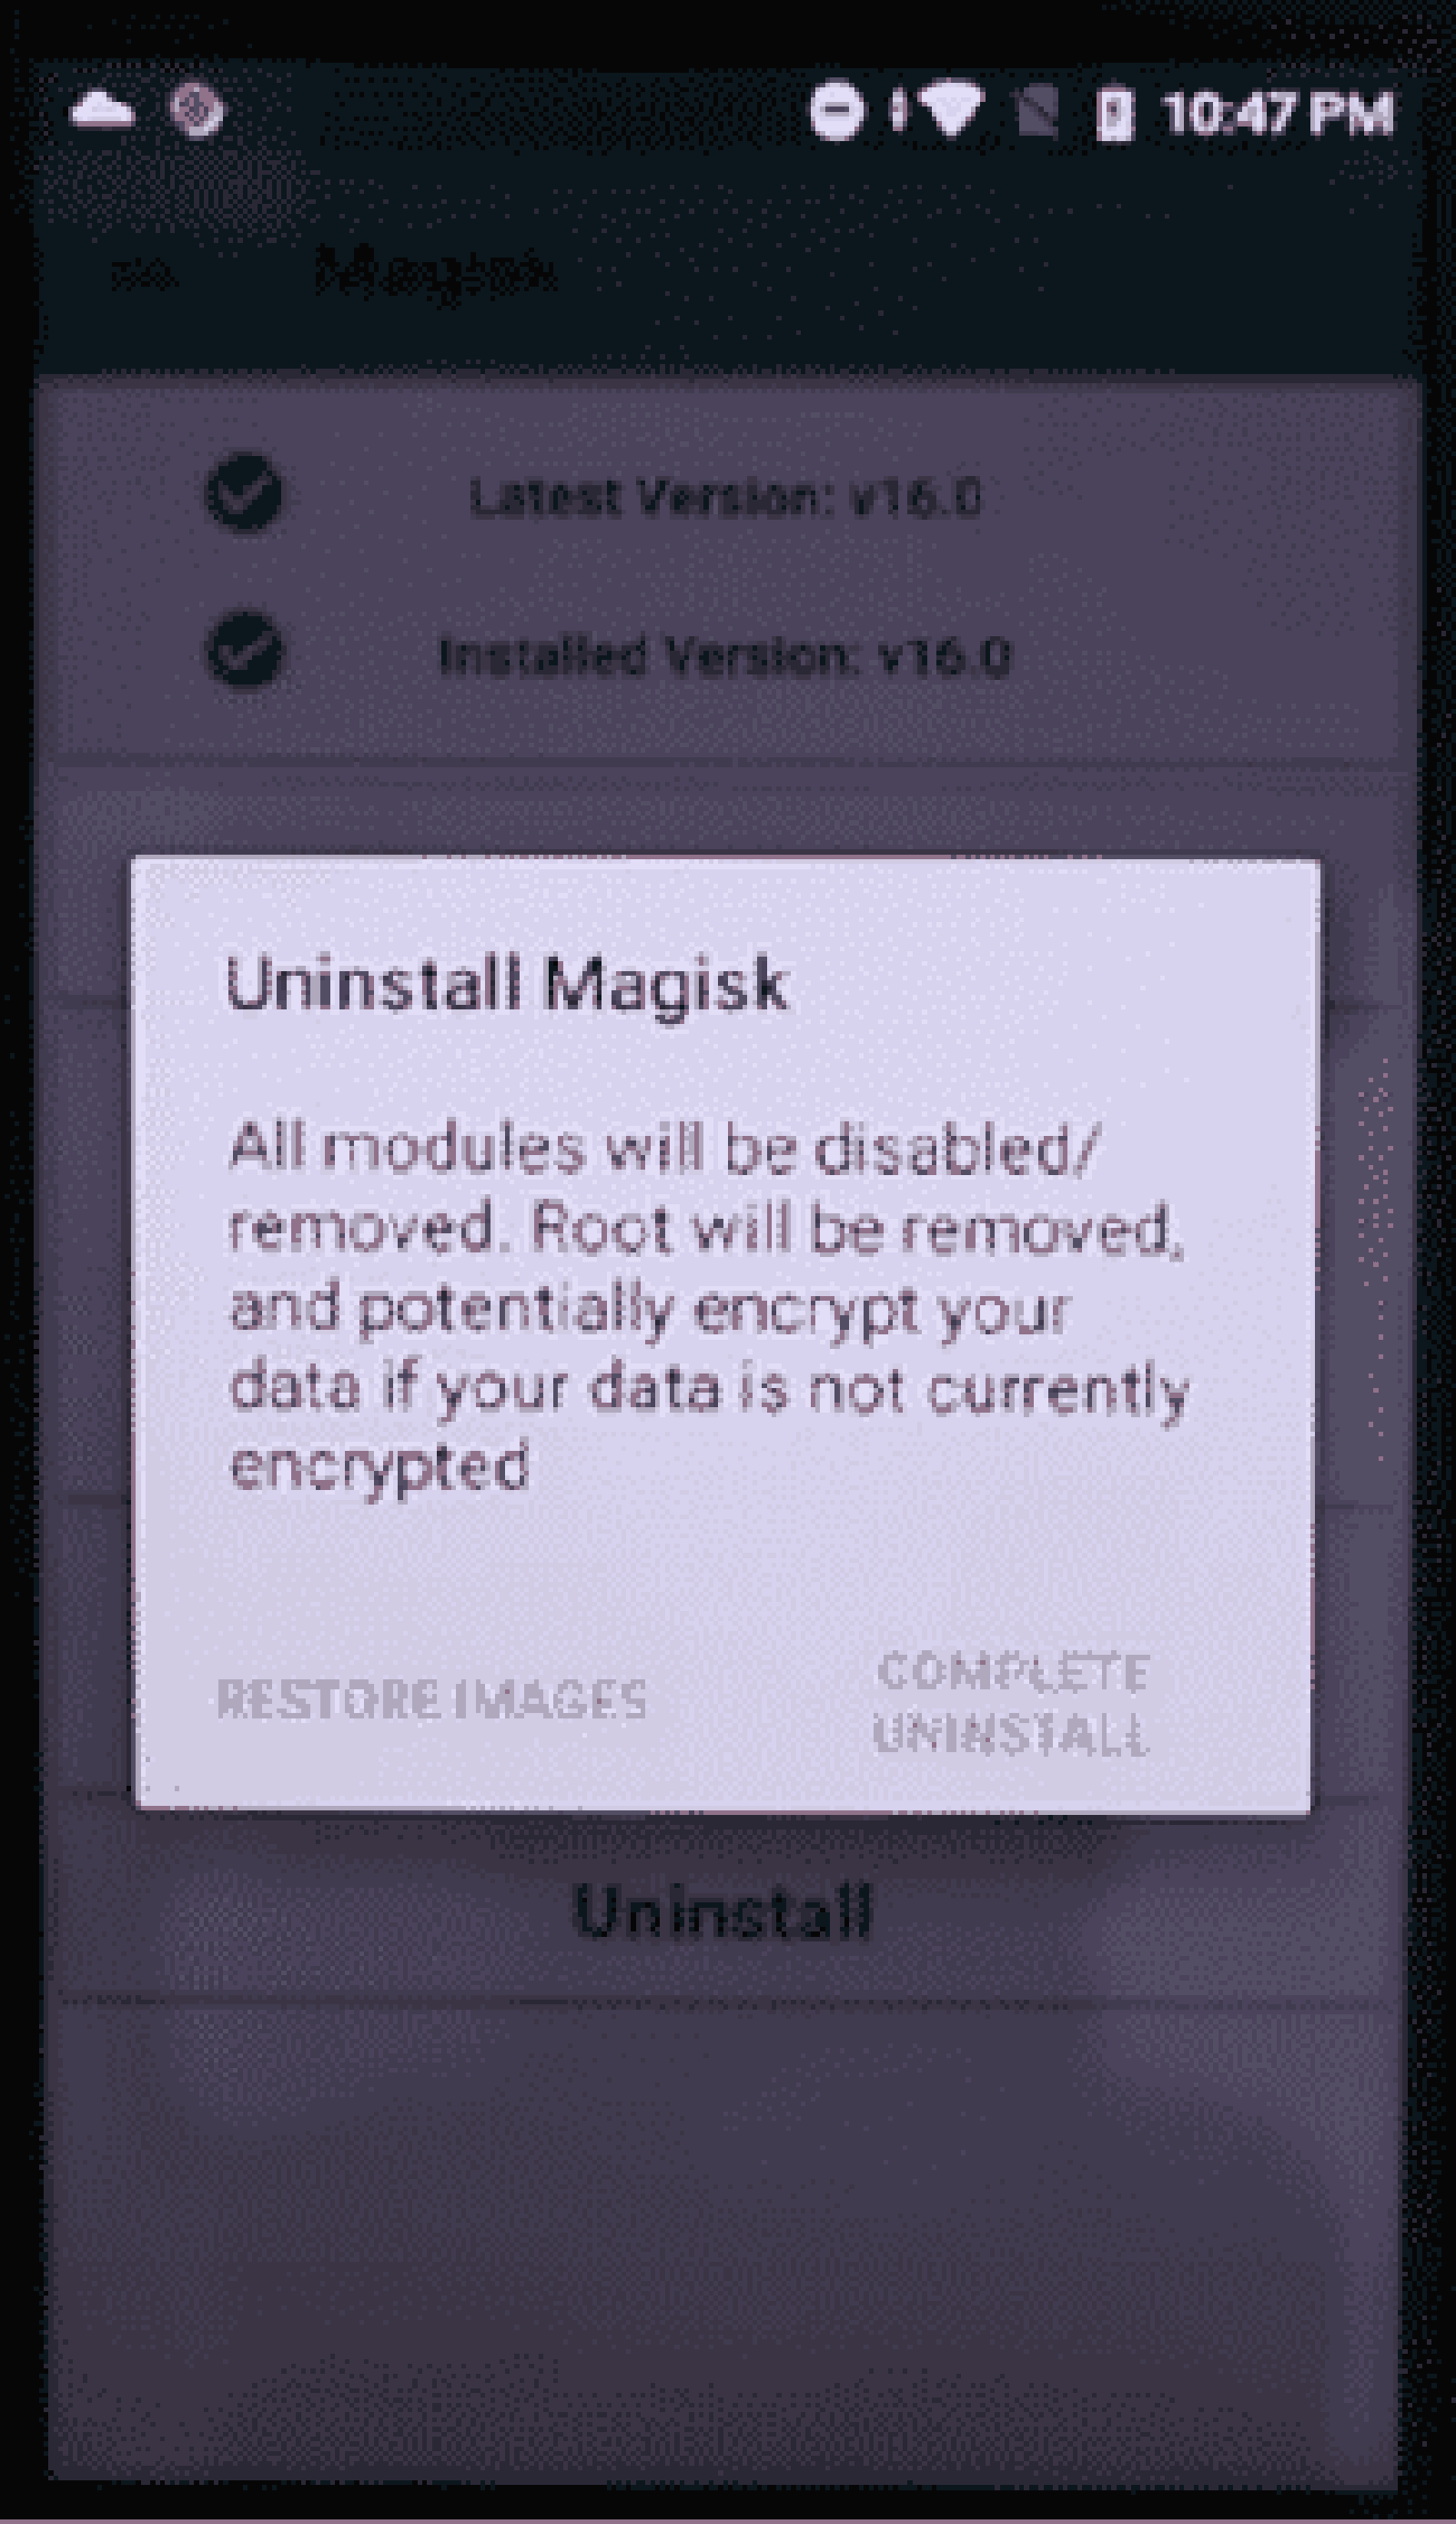 10:47 PM
Magisk
Latest Version: v16.0
Installed Version: v16.0
Uninstall Magisk
All modules will be disabled/
removed. Root will be removed,
and potentially encrypt your
data if your data is not currently
encrypted
RESTORE IMAGES
COMPLETE
UNINSTALL
Uninstall